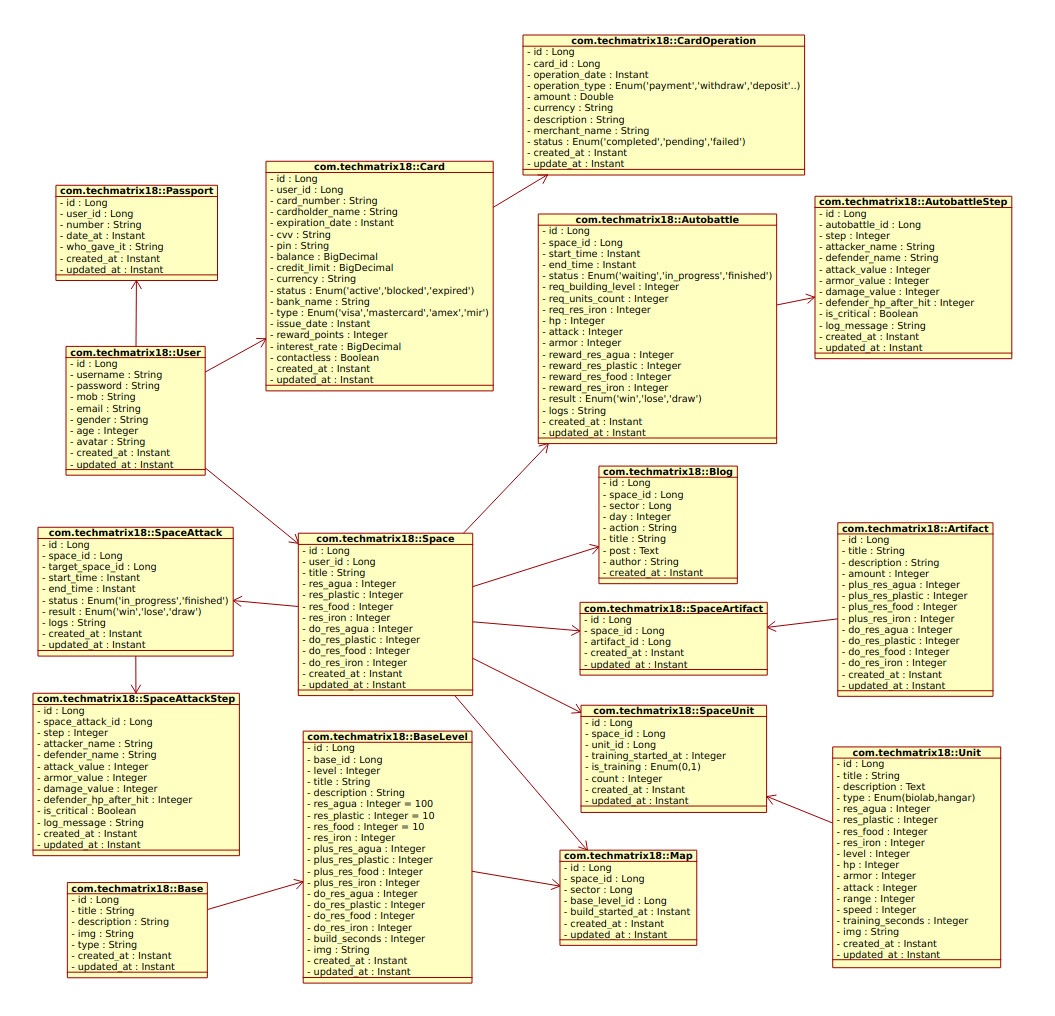 com.techmatrix18::CardOperation
- id : Long
- card_id : Long
- operation_date : Instant
- operation_type : Enum('payment','withdraw','deposit'..)
- amount : Double
- currency : String
- description : String
- merchant_name : String
- status : Enum('completed','pending','failed')
- created_at : Instant
- update_at : Instant
com.techmatrix18::Card
- id : Long
- user_id : Long
- card_number : String
- cardholder_name : String
- expiration_date : Instant
- cvv : String
- pin : String
- balance : BigDecimal
- credit_limit : BigDecimal
- currency : String
- status : Enum('active','blocked','expired')
- bank_name : String
- type : Enum('visa','mastercard','amex','mir')
- issue_date : Instant
- reward_points : Integer
- interest_rate : BigDecimal
- contactless : Boolean
- created_at : Instant
- updated_at : Instant
com.techmatrix18::Passport
- id : Long
- user_id : Long
- number : String
- date_at : Instant
- who_gave_it : String
- created_at : Instant
- updated_at : Instant
com.techmatrix18::AutobattleStep
- id : Long
- autobattle_id : Long
- step : Integer
- attacker_name : String
- defender_name : String
- attack_value : Integer
- armor_value : Integer
- damage_value : Integer
- defender_hp_after_hit : Integer
- is_critical : Boolean
- log_message : String
- created_at : Instant
- updated_at : Instant
com.techmatrix18::Autobattle
- id : Long
- space_id : Long
- start_time : Instant
- end_time : Instant
- status : Enum('waiting','in_progress','finished')
- req_building_level : Integer
- req_units_count : Integer
- req_res_iron : Integer
- hp : Integer
- attack : Integer
- armor : Integer
- reward_res_agua : Integer
- reward_res_plastic : Integer
- reward_res_food : Integer
- reward_res_iron : Integer
- result : Enum('win','lose','draw')
- logs : String
- created_at : Instant
- updated_at : Instant
com.techmatrix18::User
- id : Long
- username : String
- password : String
- mob : String
- email : String
- gender : String
- age : Integer
- avatar : String
- created_at : Instant
- updated_at : Instant
com.techmatrix18::Blog
- id : Long
- space_id : Long
- sector : Long
- day : Integer
- action : String
- title : String
- post : Text
- author : String
- created_at : Instant
com.techmatrix18::SpaceAttack
- id : Long
- space_id : Long
- target_space_id : Long
- start_time : Instant
- end_time : Instant
- status : Enum('in_progress','finished')
- result : Enum('win','lose','draw')
- logs : String
- created_at : Instant
- updated_at : Instant
com.techmatrix18::Space
- id : Long
- user_id : Long
- title : String
- res_agua : Integer
- res_plastic : Integer
- res_food : Integer
- res_iron : Integer
- do_res_agua : Integer
- do_res_plastic : Integer
- do_res_food : Integer
- do_res_iron : Integer
- created_at : Instant
- updated_at : Instant
com.techmatrix18::Artifact
- id : Long
- title : String
- description : String
- amount : Integer
- plus_res_agua : Integer
- plus_res_plastic : Integer
- plus_res_food : Integer
- plus_res_iron : Integer
- do_res_agua : Integer
- do_res_plastic : Integer
- do_res_food : Integer
- do_res_iron : Integer
- created_at : Instant
- updated_at : Instant
com.techmatrix18::SpaceArtifact
- id : Long
- space_id : Long
- artifact_id : Long
- created_at : Instant
- updated_at : Instant
com.techmatrix18::SpaceAttackStep
- id : Long
- space_attack_id : Long
- step : Integer
- attacker_name : String
- defender_name : String
- attack_value : Integer
- armor_value : Integer
- damage_value : Integer
- defender_hp_after_hit : Integer
- is_critical : Boolean
- log_message : String
- created_at : Instant
- updated_at : Instant
com.techmatrix18::SpaceUnit
- id : Long
- space_id : Long
- unit_id : Long
- training_started_at : Integer
- is_training : Enum(0,1)
- count : Integer
- created_at : Instant
- updated_at : Instant
com.techmatrix18::BaseLevel
- id : Long
- base_id : Long
- level : Integer
- title : String
- description : String
- res_agua : Integer = 100
- res_plastic : Integer = 10
- res_food : Integer = 10
- res_iron : Integer
- plus_res_agua : Integer
- plus_res_plastic : Integer
- plus_res_food : Integer
- plus_res_iron : Integer
- do_res_agua : Integer
- do_res_plastic : Integer
- do_res_food : Integer
- do_res_iron : Integer
- build_seconds : Integer
- img : String
- created_at : Instant
- updated_at : Instant
com.techmatrix18::Unit
- id : Long
- title : String
- description : Text
- type : Enum(biolab,hangar)
- res_agua : Integer
- res_plastic : Integer
- res_food : Integer
- res_iron : Integer
- level : Integer
- hp : Integer
- armor : Integer
- attack : Integer
- range : Integer
- speed : Integer
- training_seconds : Integer
- img : String
- created_at : Instant
- updated_at : Instant
com.techmatrix18::Map
- id : Long
- space_id : Long
- sector : Long
- base_level_id : Long
- build_started_at : Instant
- created_at : Instant
- updated_at : Instant
com.techmatrix18::Base
- id : Long
- title : String
- description : String
- img : String
- type : String
- created_at : Instant
- updated_at : Instant